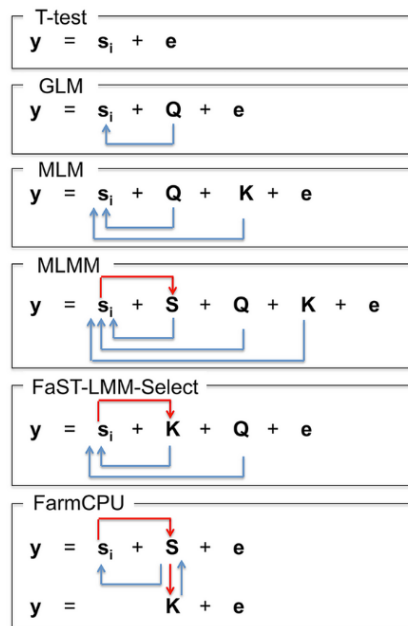 T-test
y = sᵢ + e
GLM
y = sᵢ + Q + e
MLM
y = sᵢ + Q + K + e
MLMM
y = sᵢ + S + Q + K + e
FaST-LMM-Select
y = sᵢ + K + Q + e
FarmCPU
y = sᵢ + S + e
y = K + e